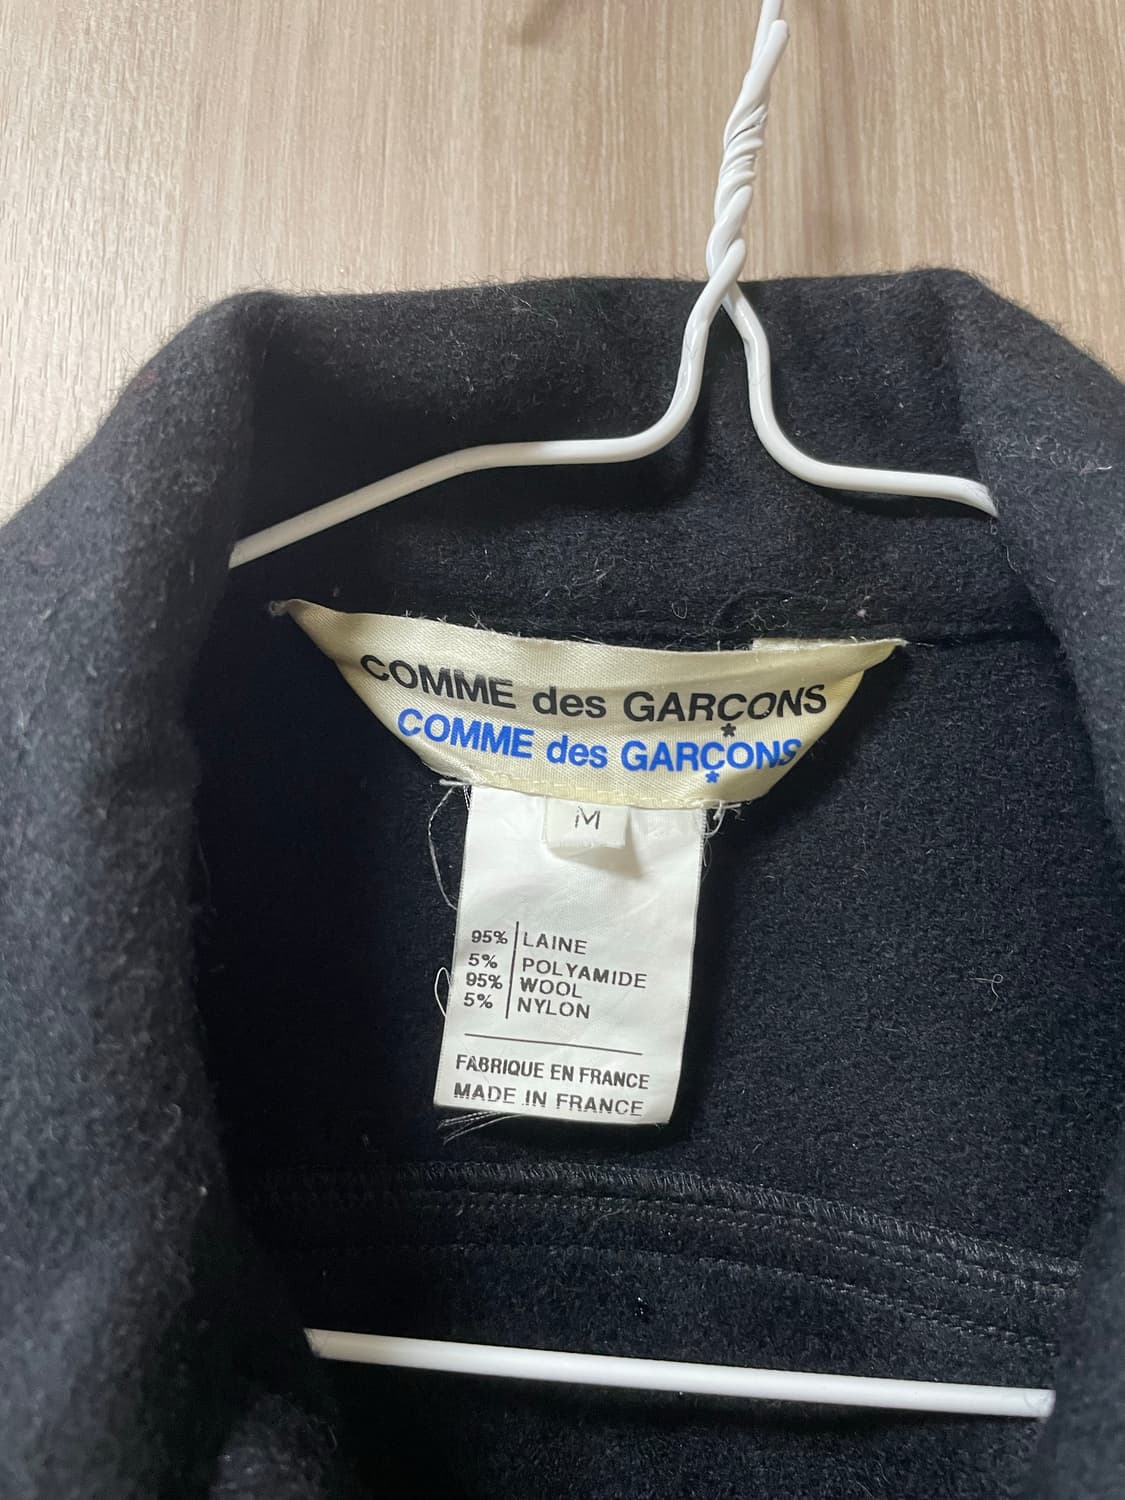 COMME des GARÇONS
COMME des GARÇONS
M
95% LAINE
5% POLYAMIDE
95% WOOL
5% NYLON
FABRIQUE EN FRANCE
MADE IN FRANCE